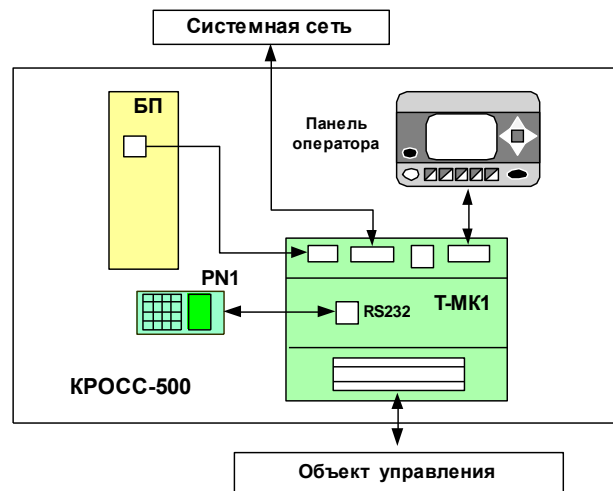 Системная сеть
БП
Панель
оператора
PN1
RS232
Т-МК1
КРОСС-500
Объект управления